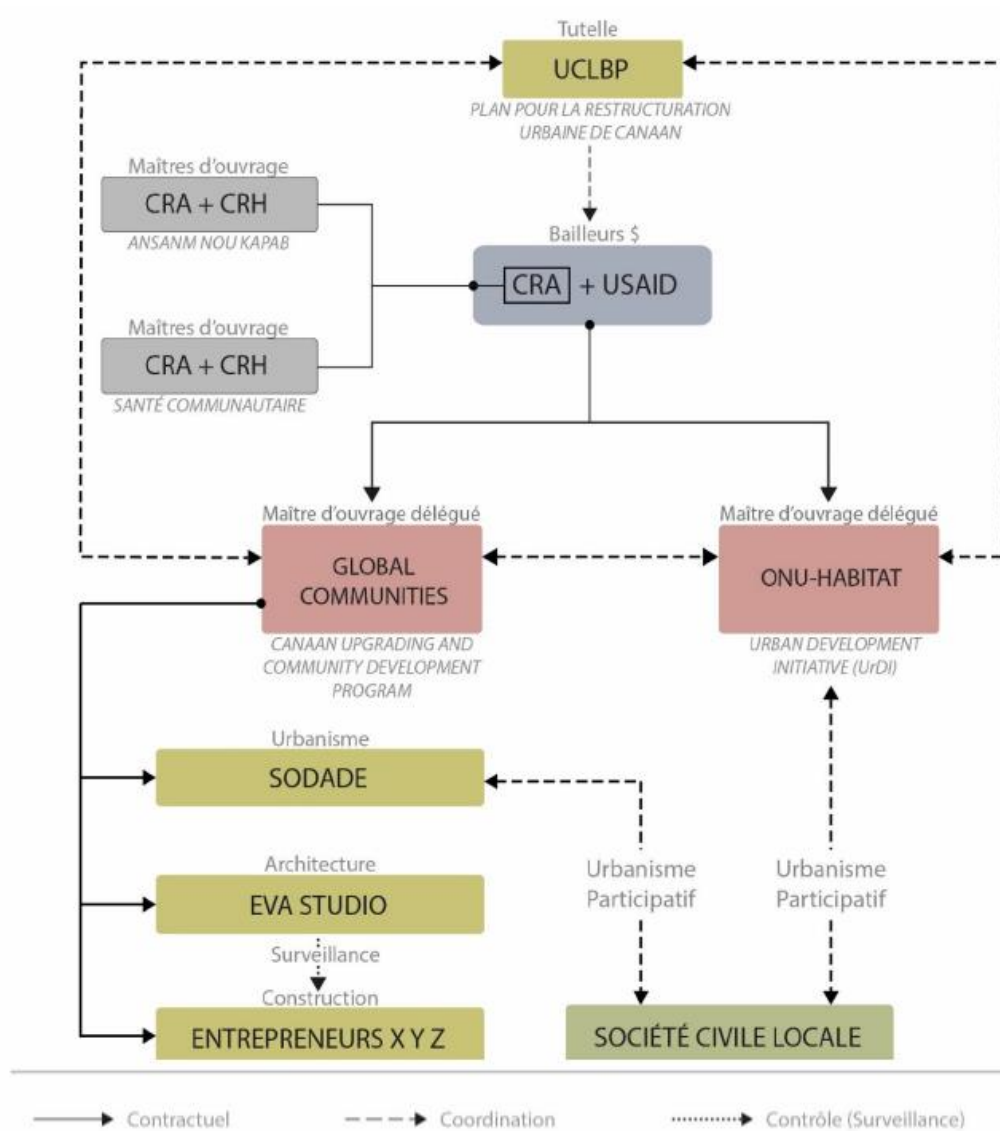 Tutelle
UCLBP
PLAN POUR LA RESTRUCTURATION
URBAINE DE CANAAN
Maîtres d'ouvrage
CRA + CRH
ANSANM NOU KAPAB
Bailleurs $
CRA + USAID
Maîtres d'ouvrage
CRA + CRH
SANTÉ COMMUNAUTAIRE
Maître d'ouvrage délégué
GLOBAL
COMMUNITIES
CANAAN UPGRADING AND
COMMUNITY DEVELOPMENT
PROGRAM
Maître d'ouvrage délégué
ONU-HABITAT
URBAN DEVELOPMENT
INITIATIVE (UrDI)
Urbanisme
SODADE
Architecture
EVA STUDIO
Surveillance
Construction
ENTREPRENEURS X Y Z
Urbanisme
Participatif
Urbanisme
Participatif
SOCIÉTÉ CIVILE LOCALE
Contractuel
Coordination
Contrôle (Surveillance)